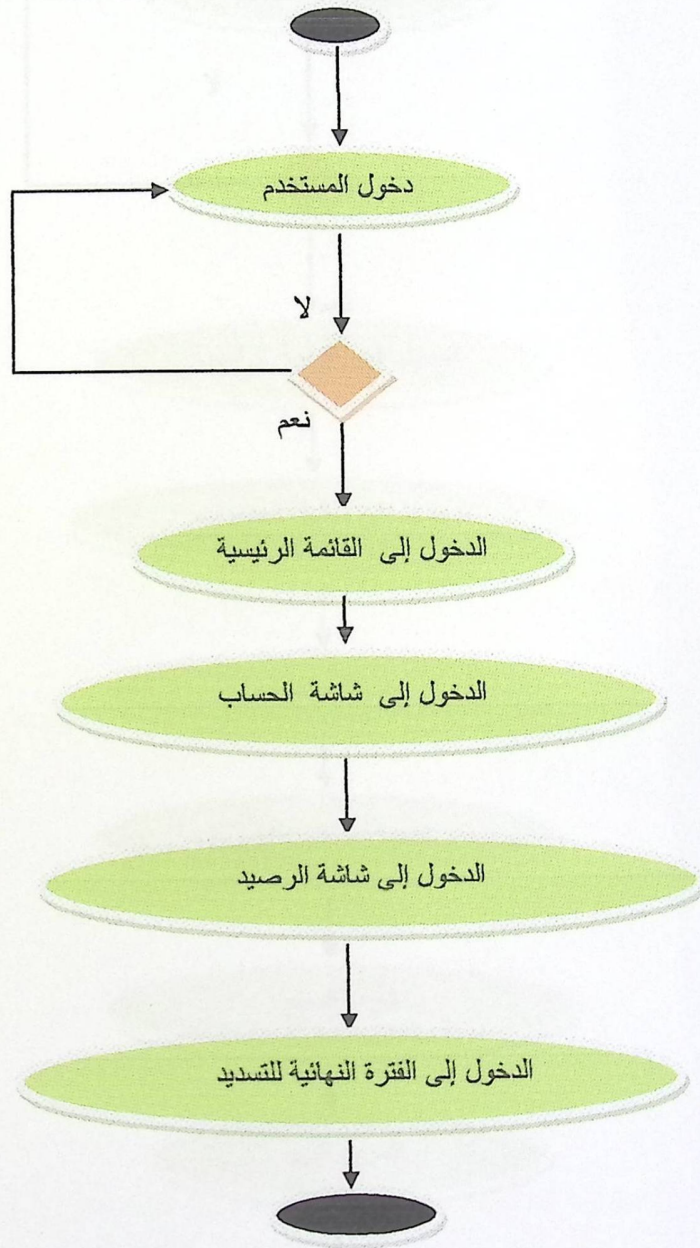 دخول المستخدم
لا
نعم
الدخول إلى القائمة الرئيسية
الدخول إلى شاشة الحساب
الدخول إلى شاشة الرصيد
الدخول إلى الفترة النهائية للتسديد